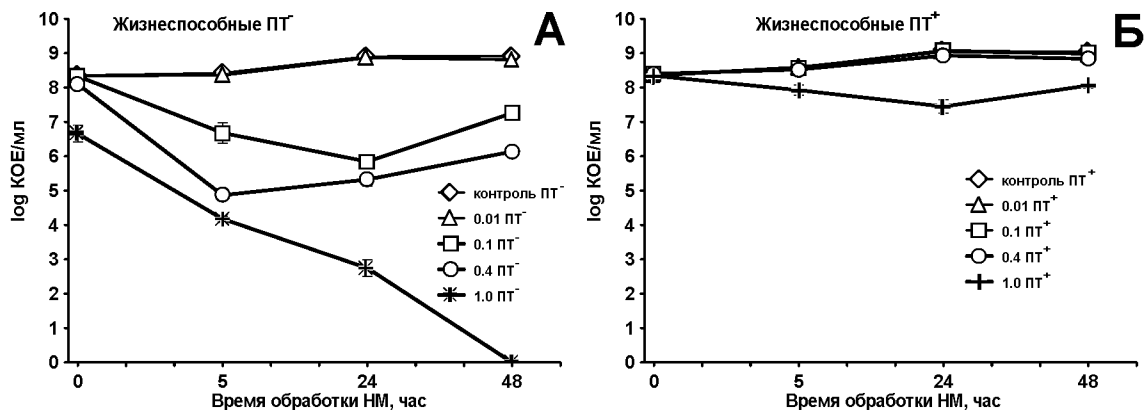 Жизнеспособные ПТ⁻
А
log КОЕ/мл
10
9
8
7
6
5
4
3
2
1
0
контроль ПТ⁻
0.01 ПТ⁻
0.1 ПТ⁻
0.4 ПТ⁻
1.0 ПТ⁻
0 5 24 48
Время обработки НМ, час
Жизнеспособные ПТ⁺
Б
log КОЕ/мл
10
9
8
7
6
5
4
3
2
1
0
контроль ПТ⁺
0.01 ПТ⁺
0.1 ПТ⁺
0.4 ПТ⁺
1.0 ПТ⁺
0 5 24 48
Время обработки НМ, час